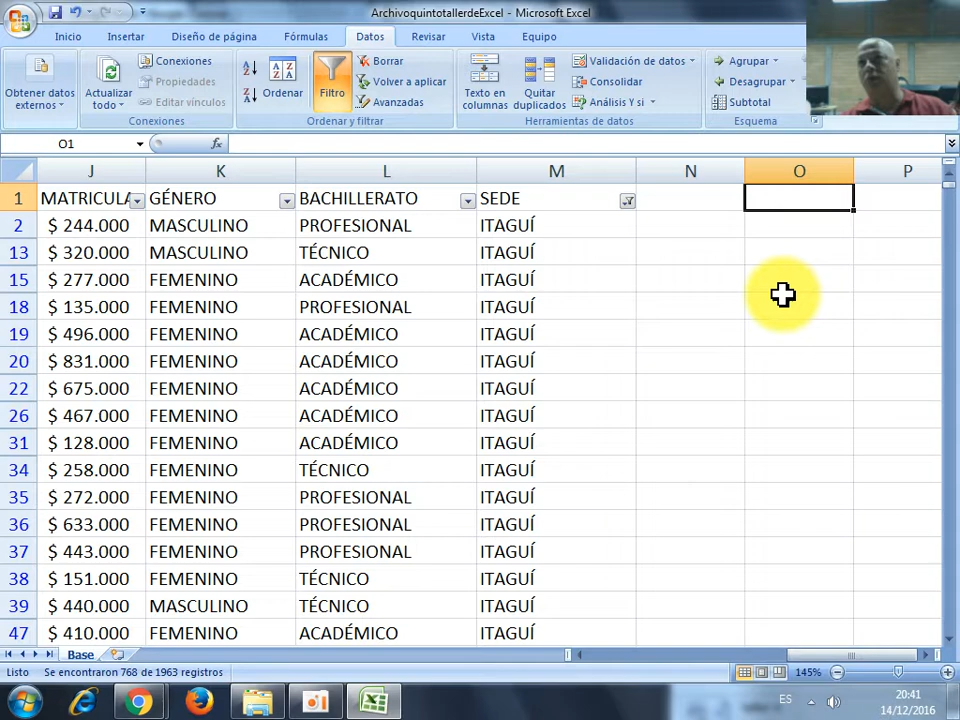 ArchivoquintotallerdeExcel - Microsoft Excel
Inicio Insertar Diseño de página Fórmulas Datos Revisar Vista Equipo
Obtener datos externos
Actualizar todo
Conexiones
Propiedades
Editar vínculos
Conexiones
Ordenar
Filtro
Borrar
Volver a aplicar
Avanzadas
Ordenar y filtrar
Texto en columnas
Quitar duplicados
Validación de datos
Consolidar
Análisis Y si
Herramientas de datos
Agrupar
Desagrupar
Subtotal
Esquema
O1 fx
J K L M N O P
1 MATRICULA GÉNERO BACHILLERATO SEDE
2 $ 244.000 MASCULINO PROFESIONAL ITAGUÍ
13 $ 320.000 MASCULINO TÉCNICO ITAGUÍ
15 $ 277.000 FEMENINO ACADÉMICO ITAGUÍ
18 $ 135.000 FEMENINO PROFESIONAL ITAGUÍ
19 $ 496.000 FEMENINO ACADÉMICO ITAGUÍ
20 $ 831.000 FEMENINO ACADÉMICO ITAGUÍ
22 $ 675.000 FEMENINO ACADÉMICO ITAGUÍ
26 $ 467.000 FEMENINO ACADÉMICO ITAGUÍ
31 $ 128.000 FEMENINO ACADÉMICO ITAGUÍ
34 $ 258.000 FEMENINO TÉCNICO ITAGUÍ
35 $ 272.000 FEMENINO PROFESIONAL ITAGUÍ
36 $ 633.000 FEMENINO PROFESIONAL ITAGUÍ
37 $ 443.000 FEMENINO PROFESIONAL ITAGUÍ
38 $ 151.000 FEMENINO TÉCNICO ITAGUÍ
39 $ 440.000 MASCULINO TÉCNICO ITAGUÍ
47 $ 410.000 FEMENINO ACADÉMICO ITAGUÍ
Base
Listo Se encontraron 768 de 1963 registros 145%
ES 20:41
14/12/2016